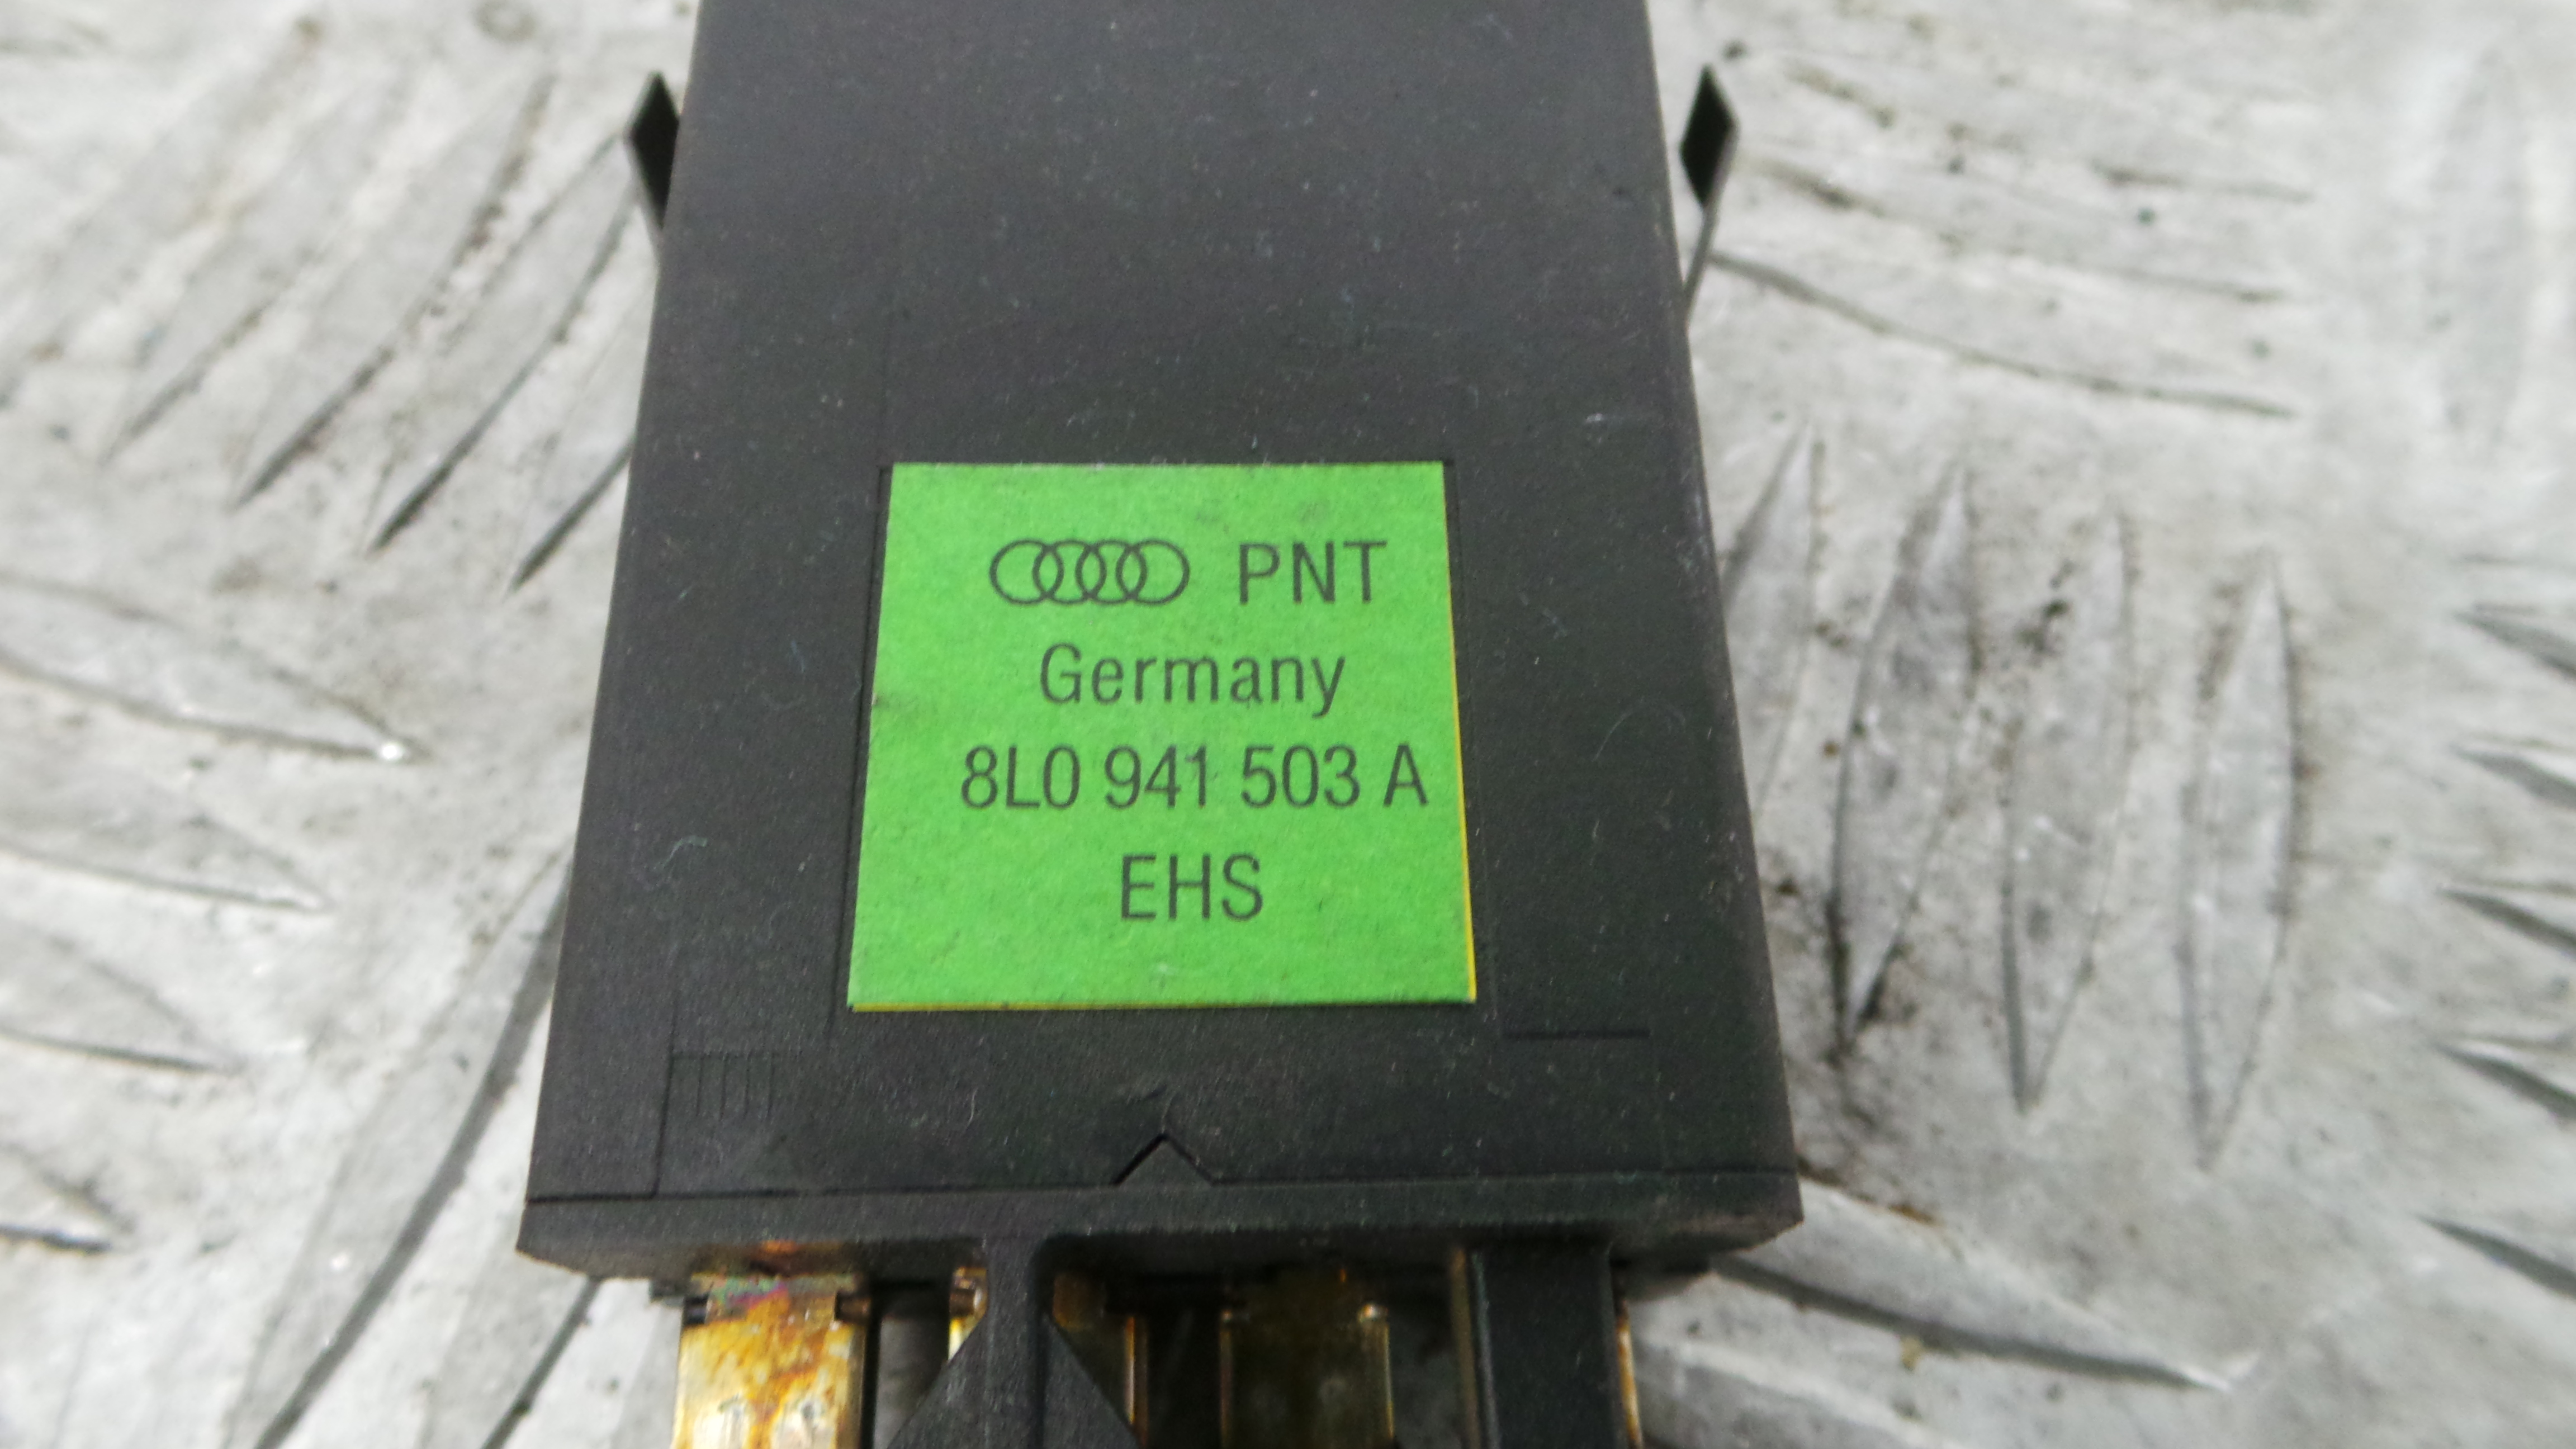 PNT
Germany
8L0 941 503 A
EHS